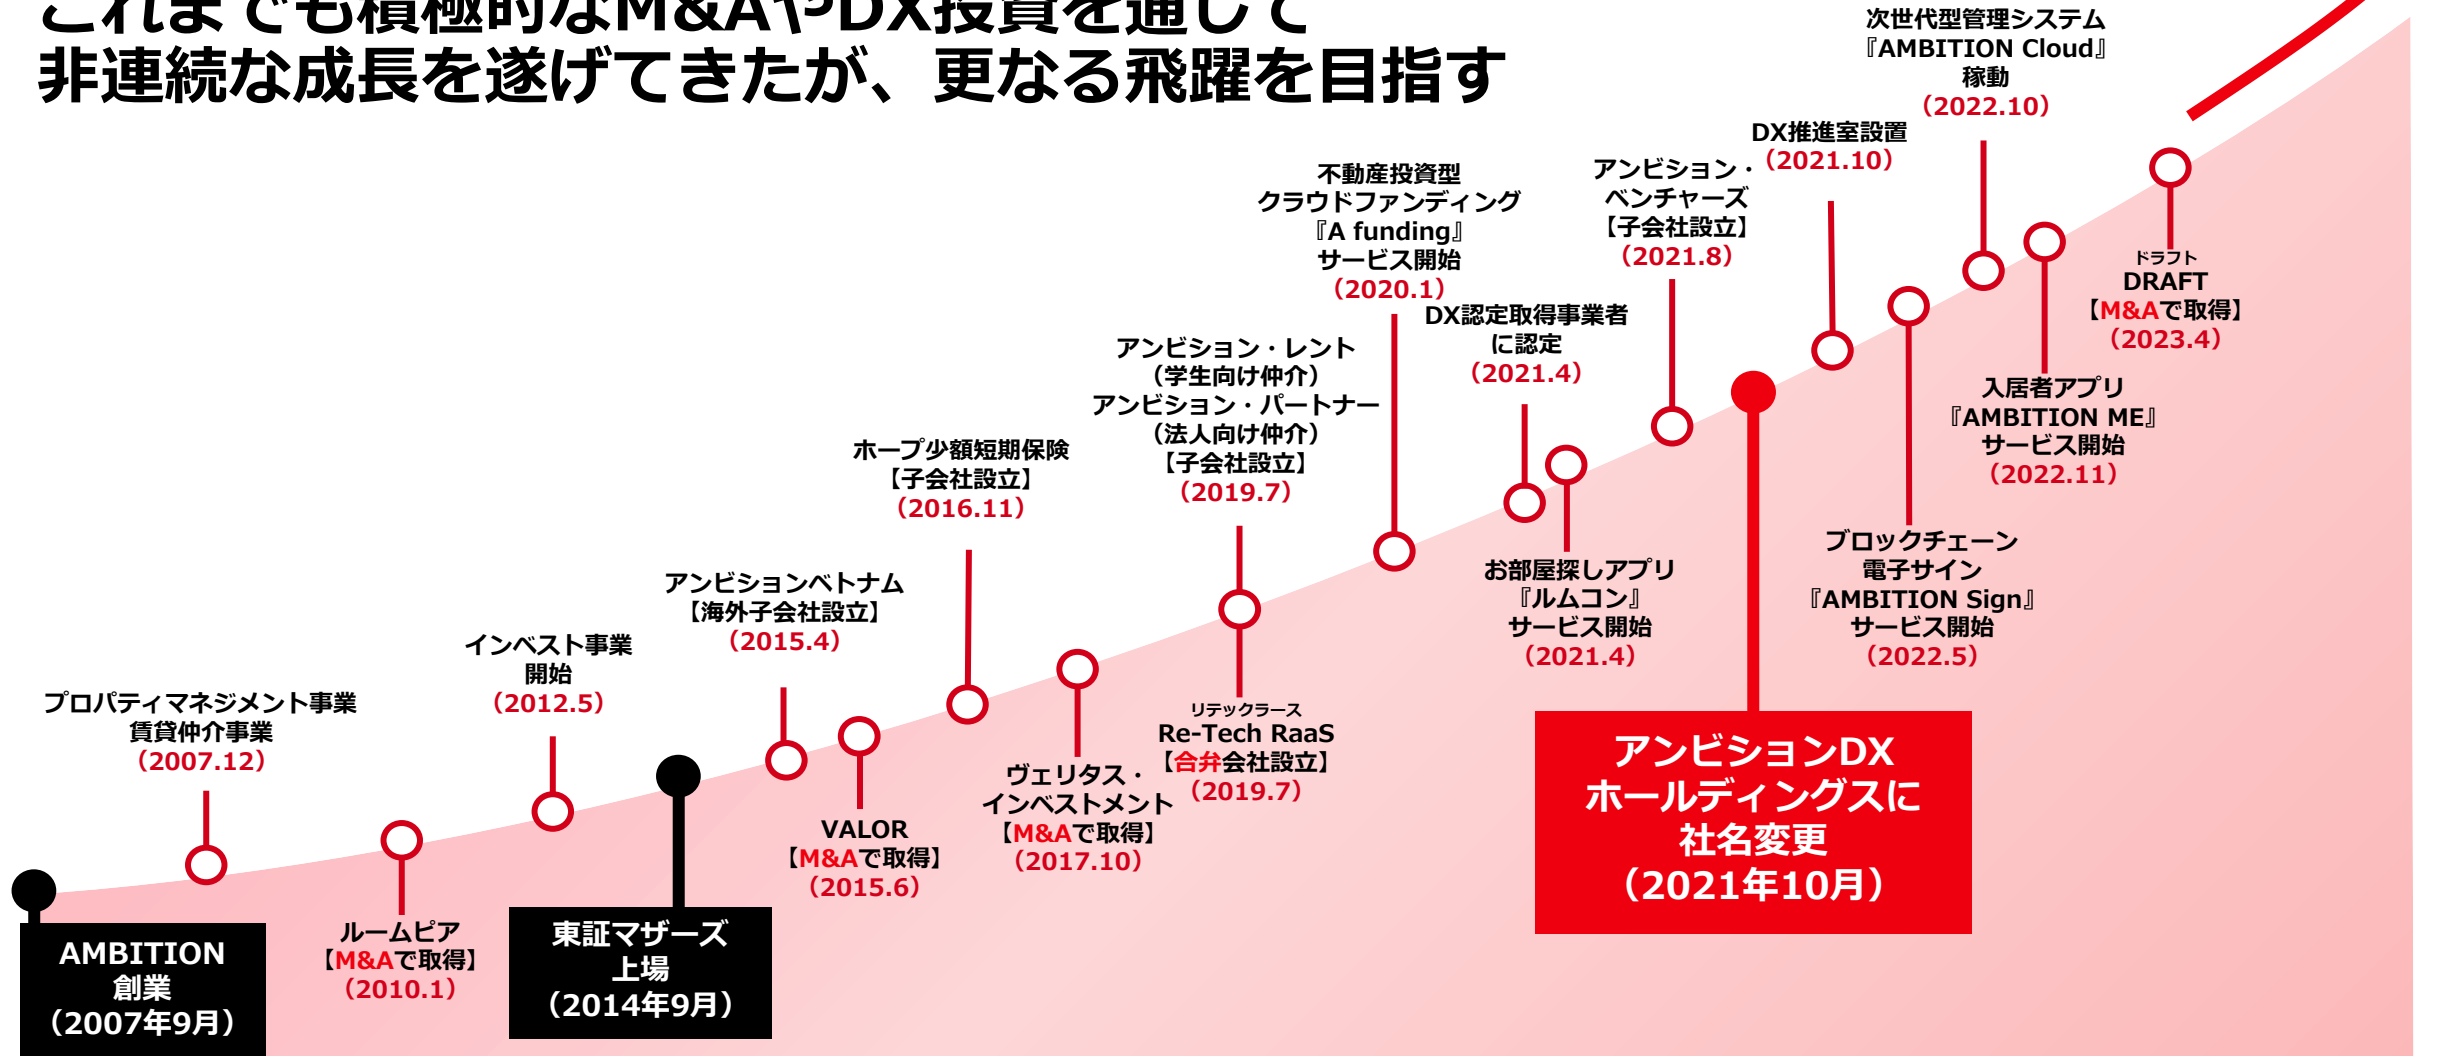 これまでも積極的なM&AやDX投資を通じて
非連続な成長を遂げてきたが、更なる飛躍を目指す
AMBITION
創業
（2007年9月）
プロパティマネジメント事業
賃貸仲介事業
（2007.12）
ルームピア
【M&Aで取得】
（2010.1）
インベスト事業
開始
（2012.5）
東証マザーズ
上場
（2014年9月）
アンビションベトナム
【海外子会社設立】
（2015.4）
VALOR
【M&Aで取得】
（2015.6）
ホープ少額短期保険
【子会社設立】
（2016.11）
ヴェリタス・
インベストメント
【M&Aで取得】
（2017.10）
アンビション・レント
（学生向け仲介）
アンビション・パートナー
（法人向け仲介）
【子会社設立】
（2019.7）
リテックラース
Re-Tech RaaS
【合弁会社設立】
（2019.7）
不動産投資型
クラウドファンディング
『A funding』
サービス開始
（2020.1）
DX認定取得事業者
に認定
（2021.4）
お部屋探しアプリ
『ルムコン』
サービス開始
（2021.4）
アンビション・
ベンチャーズ
【子会社設立】
（2021.8）
アンビションDX
ホールディングスに
社名変更
（2021年10月）
DX推進室設置
（2021.10）
ブロックチェーン
電子サイン
『AMBITION Sign』
サービス開始
（2022.5）
次世代型管理システム
『AMBITION Cloud』
稼動
（2022.10）
入居者アプリ
『AMBITION ME』
サービス開始
（2022.11）
ドラフト
DRAFT
【M&Aで取得】
（2023.4）